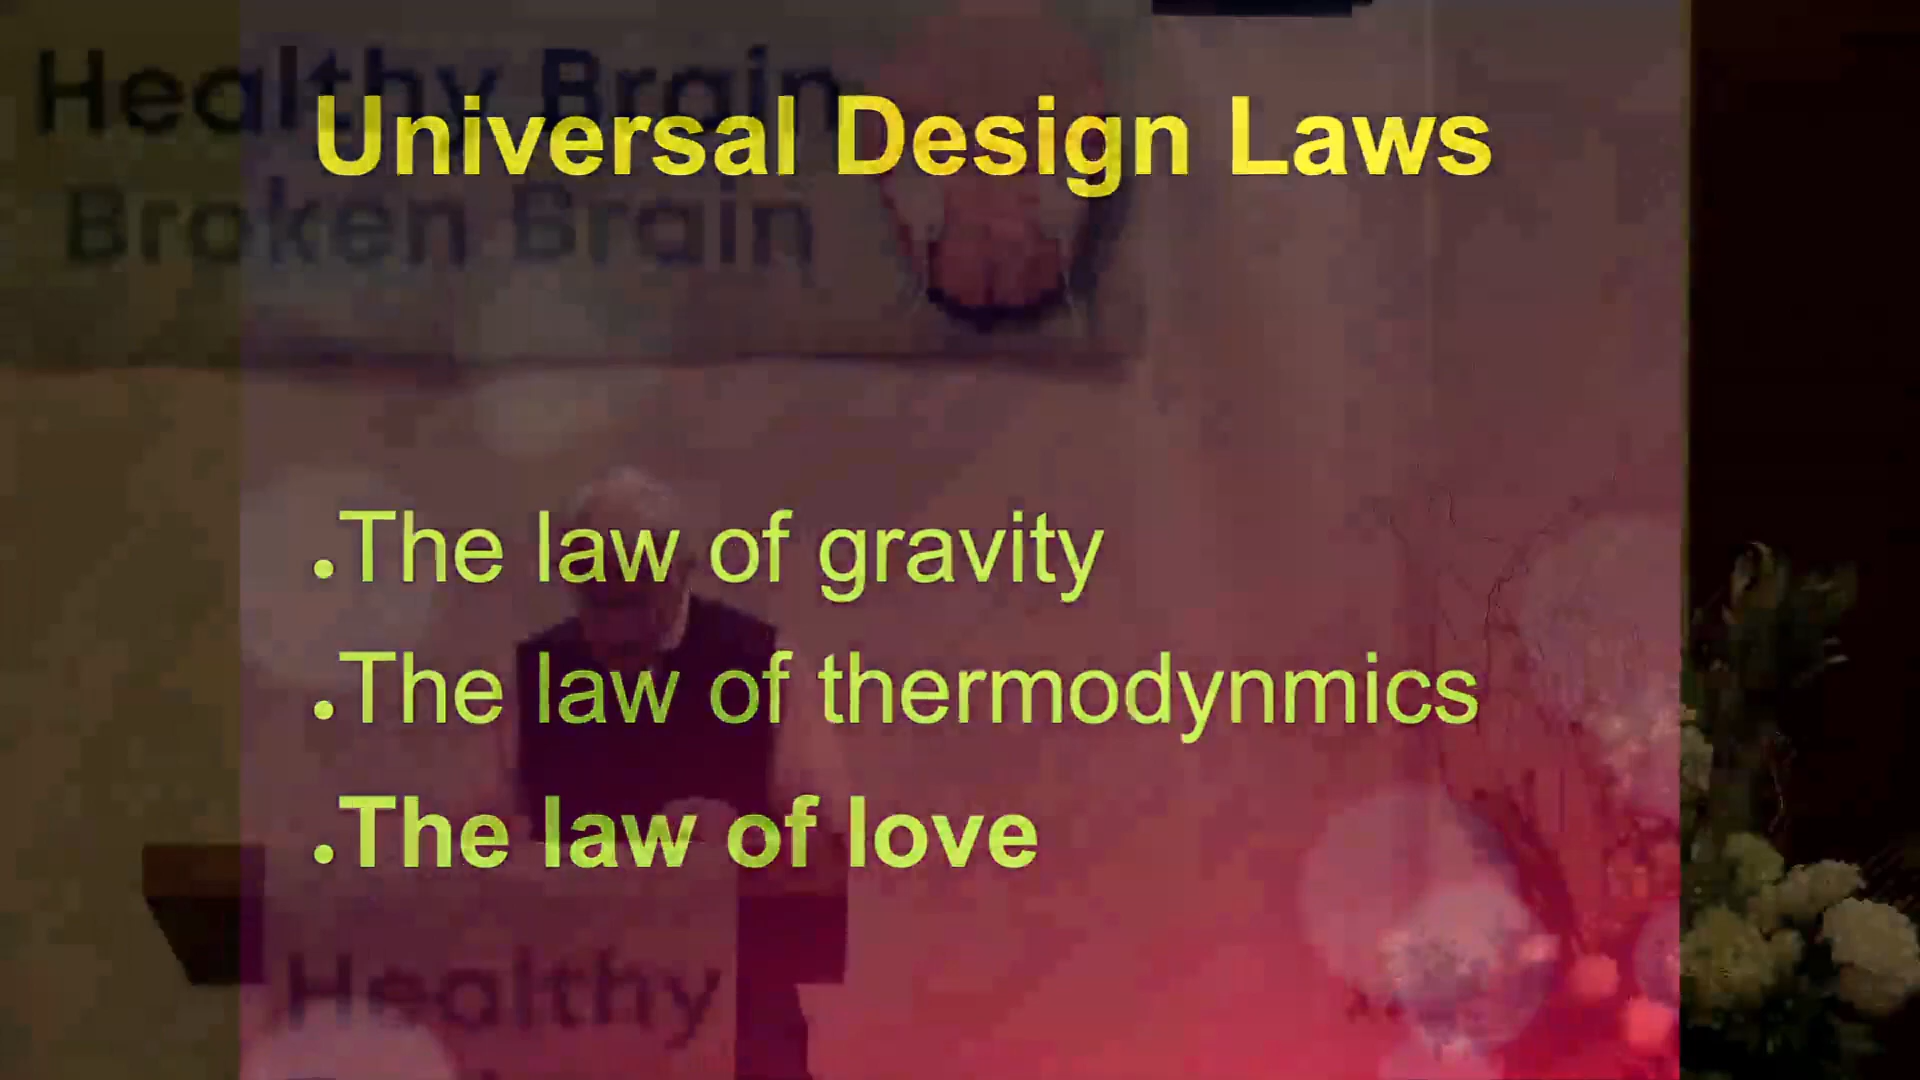 Healthy Brain
Universal Design Laws
Broken Brain
.The law of gravity
.The law of thermodynmics
.The law of love
Healthy